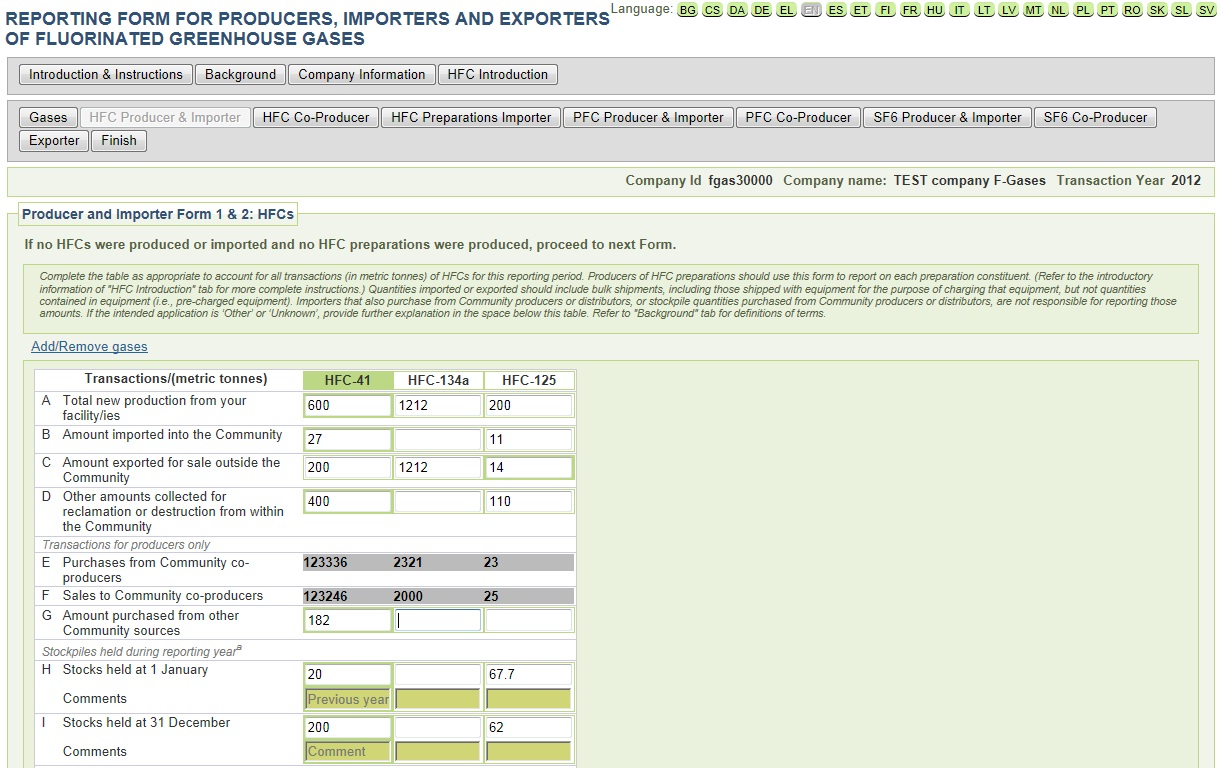 REPORTING FORM FOR PRODUCERS, IMPORTERS AND EXPORTERS
OF FLUORINATED GREENHOUSE GASES
Language: BG CS DA DE EL EN ES ET FI FR HU IT LT LV MT NL PL PT RO SK SL SV
Introduction & Instructions Background Company Information HFC Introduction
Gases HFC Producer & Importer HFC Co-Producer HFC Preparations Importer PFC Producer & Importer PFC Co-Producer SF6 Producer & Importer SF6 Co-Producer
Exporter Finish
Company Id fgas30000 Company name: TEST company F-Gases Transaction Year 2012
Producer and Importer Form 1 & 2: HFCs
If no HFCs were produced or imported and no HFC preparations were produced, proceed to next Form.
Complete the table as appropriate to account for all transactions (in metric tonnes) of HFCs for this reporting period. Producers of HFC preparations should use this form to report on each preparation constituent. (Refer to the introductory
information of "HFC Introduction" tab for more complete instructions.) Quantities imported or exported should include bulk shipments, including those shipped with equipment for the purpose of charging that equipment, but not quantities
contained in equipment (i.e., pre-charged equipment). Importers that also purchase from Community producers or distributors, or stockpile quantities purchased from Community producers or distributors, are not responsible for reporting those
amounts. If the intended application is 'Other' or 'Unknown', provide further explanation in the space below this table. Refer to "Background" tab for definitions of terms.
Add/Remove gases
Transactions/(metric tonnes) HFC-41 HFC-134a HFC-125
A Total new production from your
facility/ies
600 1212 200
B Amount imported into the Community 27 11
C Amount exported for sale outside the
Community
200 1212 14
D Other amounts collected for
reclamation or destruction from within
the Community
400 110
Transactions for producers only
E Purchases from Community co-
producers
123336 2321 23
F Sales to Community co-producers 123246 2000 25
G Amount purchased from other
Community sources
182
Stockpiles held during reporting year a
H Stocks held at 1 January 20 67.7
Comments Previous year
I Stocks held at 31 December 200 62
Comments Comment